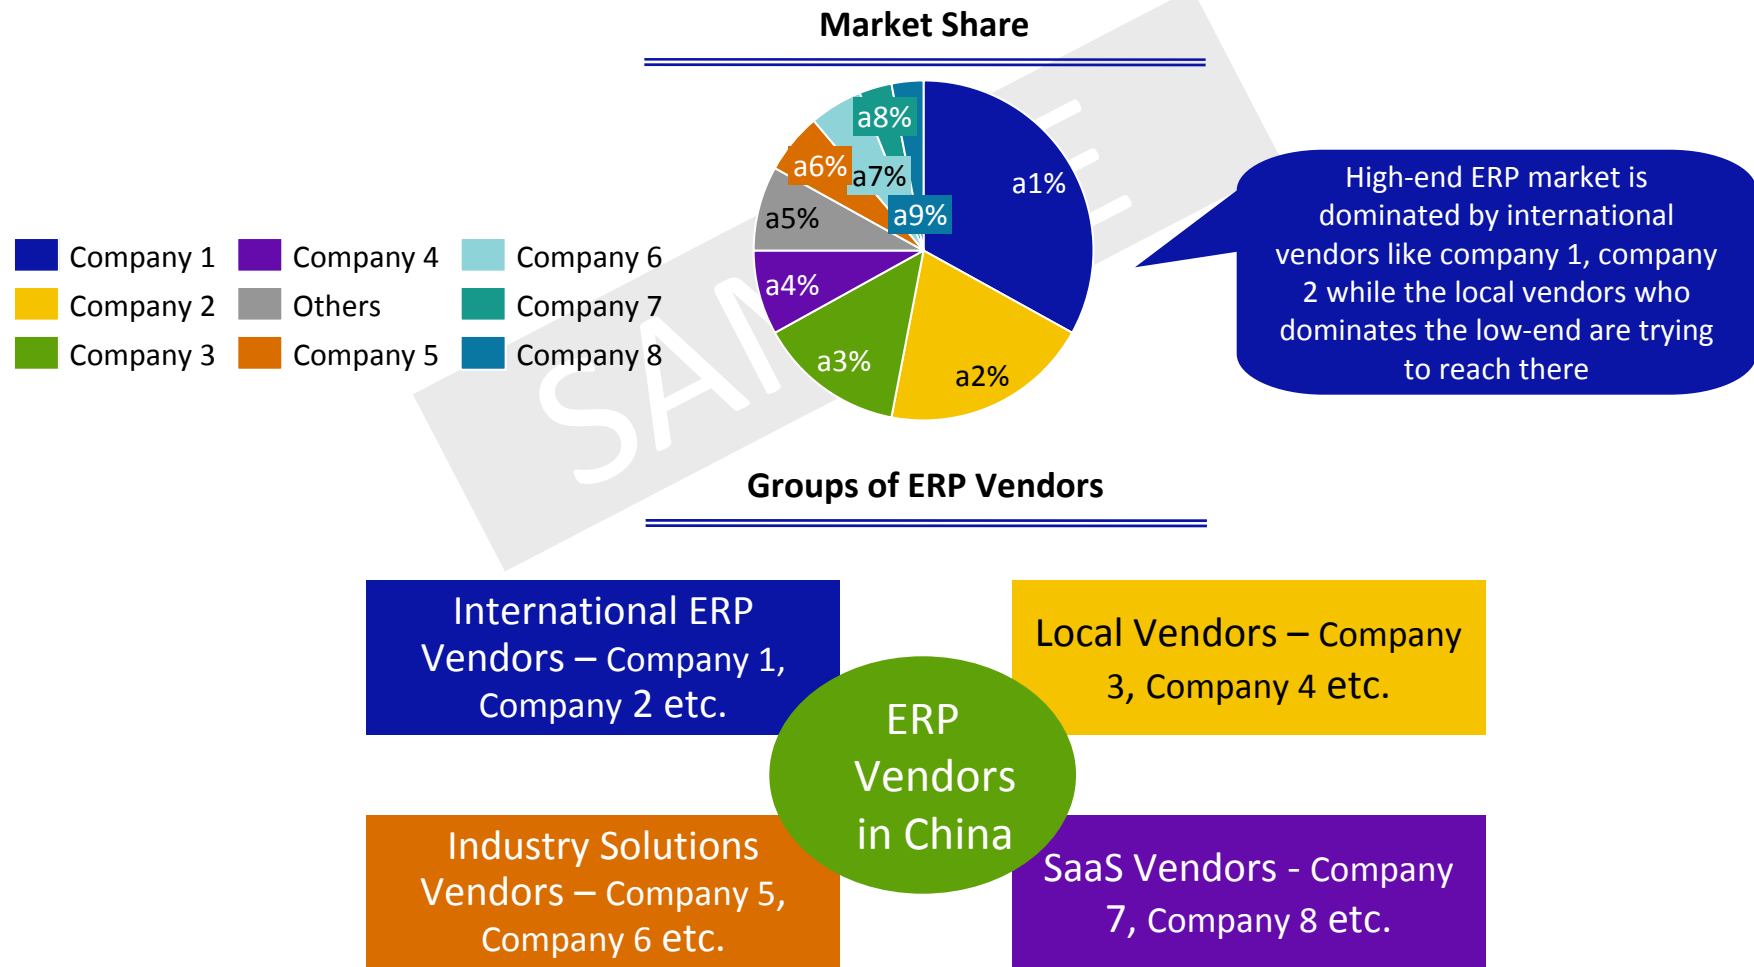 Market Share
a8%
a6%
a7%
a1%
a5%
a9%
a4%
a3%
a2%
Company 1
Company 4
Company 6
Company 2
Others
Company 7
Company 3
Company 5
Company 8
High-end ERP market is
dominated by international
vendors like company 1, company
2 while the local vendors who
dominates the low-end are trying
to reach there
Groups of ERP Vendors
International ERP
Vendors – Company 1,
Company 2 etc.
Local Vendors – Company
3, Company 4 etc.
ERP
Vendors
in China
Industry Solutions
Vendors – Company 5,
Company 6 etc.
SaaS Vendors - Company
7, Company 8 etc.
SAMPLE